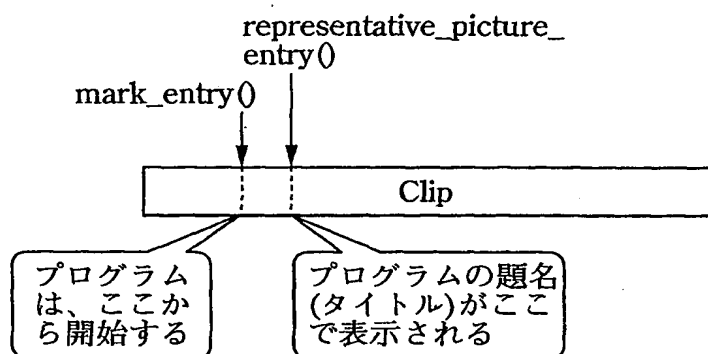 representative_picture_
entry()
mark_entry()
Clip
プログラム
は、ここか
ら開始する
プログラムの題名
(タイトル)がここ
で表示される